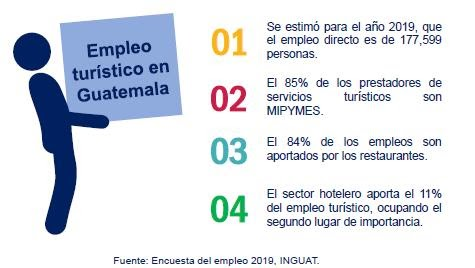 Empleo
turístico en
Guatemala
01
Se estimó para el año 2019, que
el empleo directo es de 177,599
personas.
02
El 85% de los prestadores de
servicios turísticos son
MIPYMES.
03
El 84% de los empleos son
aportados por los restaurantes.
04
El sector hotelero aporta el 11%
del empleo turístico, ocupando el
segundo lugar de importancia.
Fuente: Encuesta del empleo 2019, INGUAT.